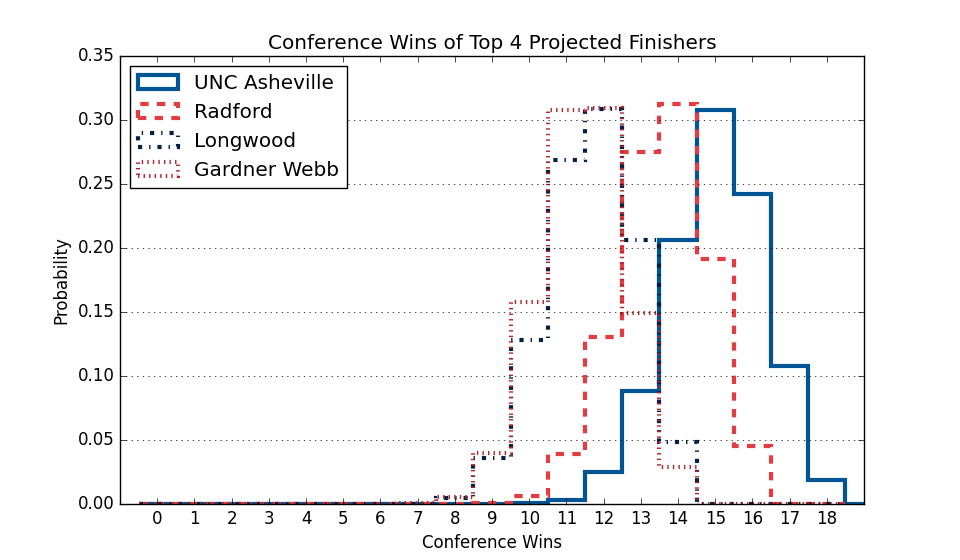 Conference Wins of Top 4 Projected Finishers
0.35
0.30
0.25
0.20
0.15
0.10
0.05
0.00
Probability
UNC Asheville
Radford
Longwood
Gardner Webb
0 1 2 3 4 5 6 7 8 9 10 11 12 13 14 15 16 17 18
Conference Wins